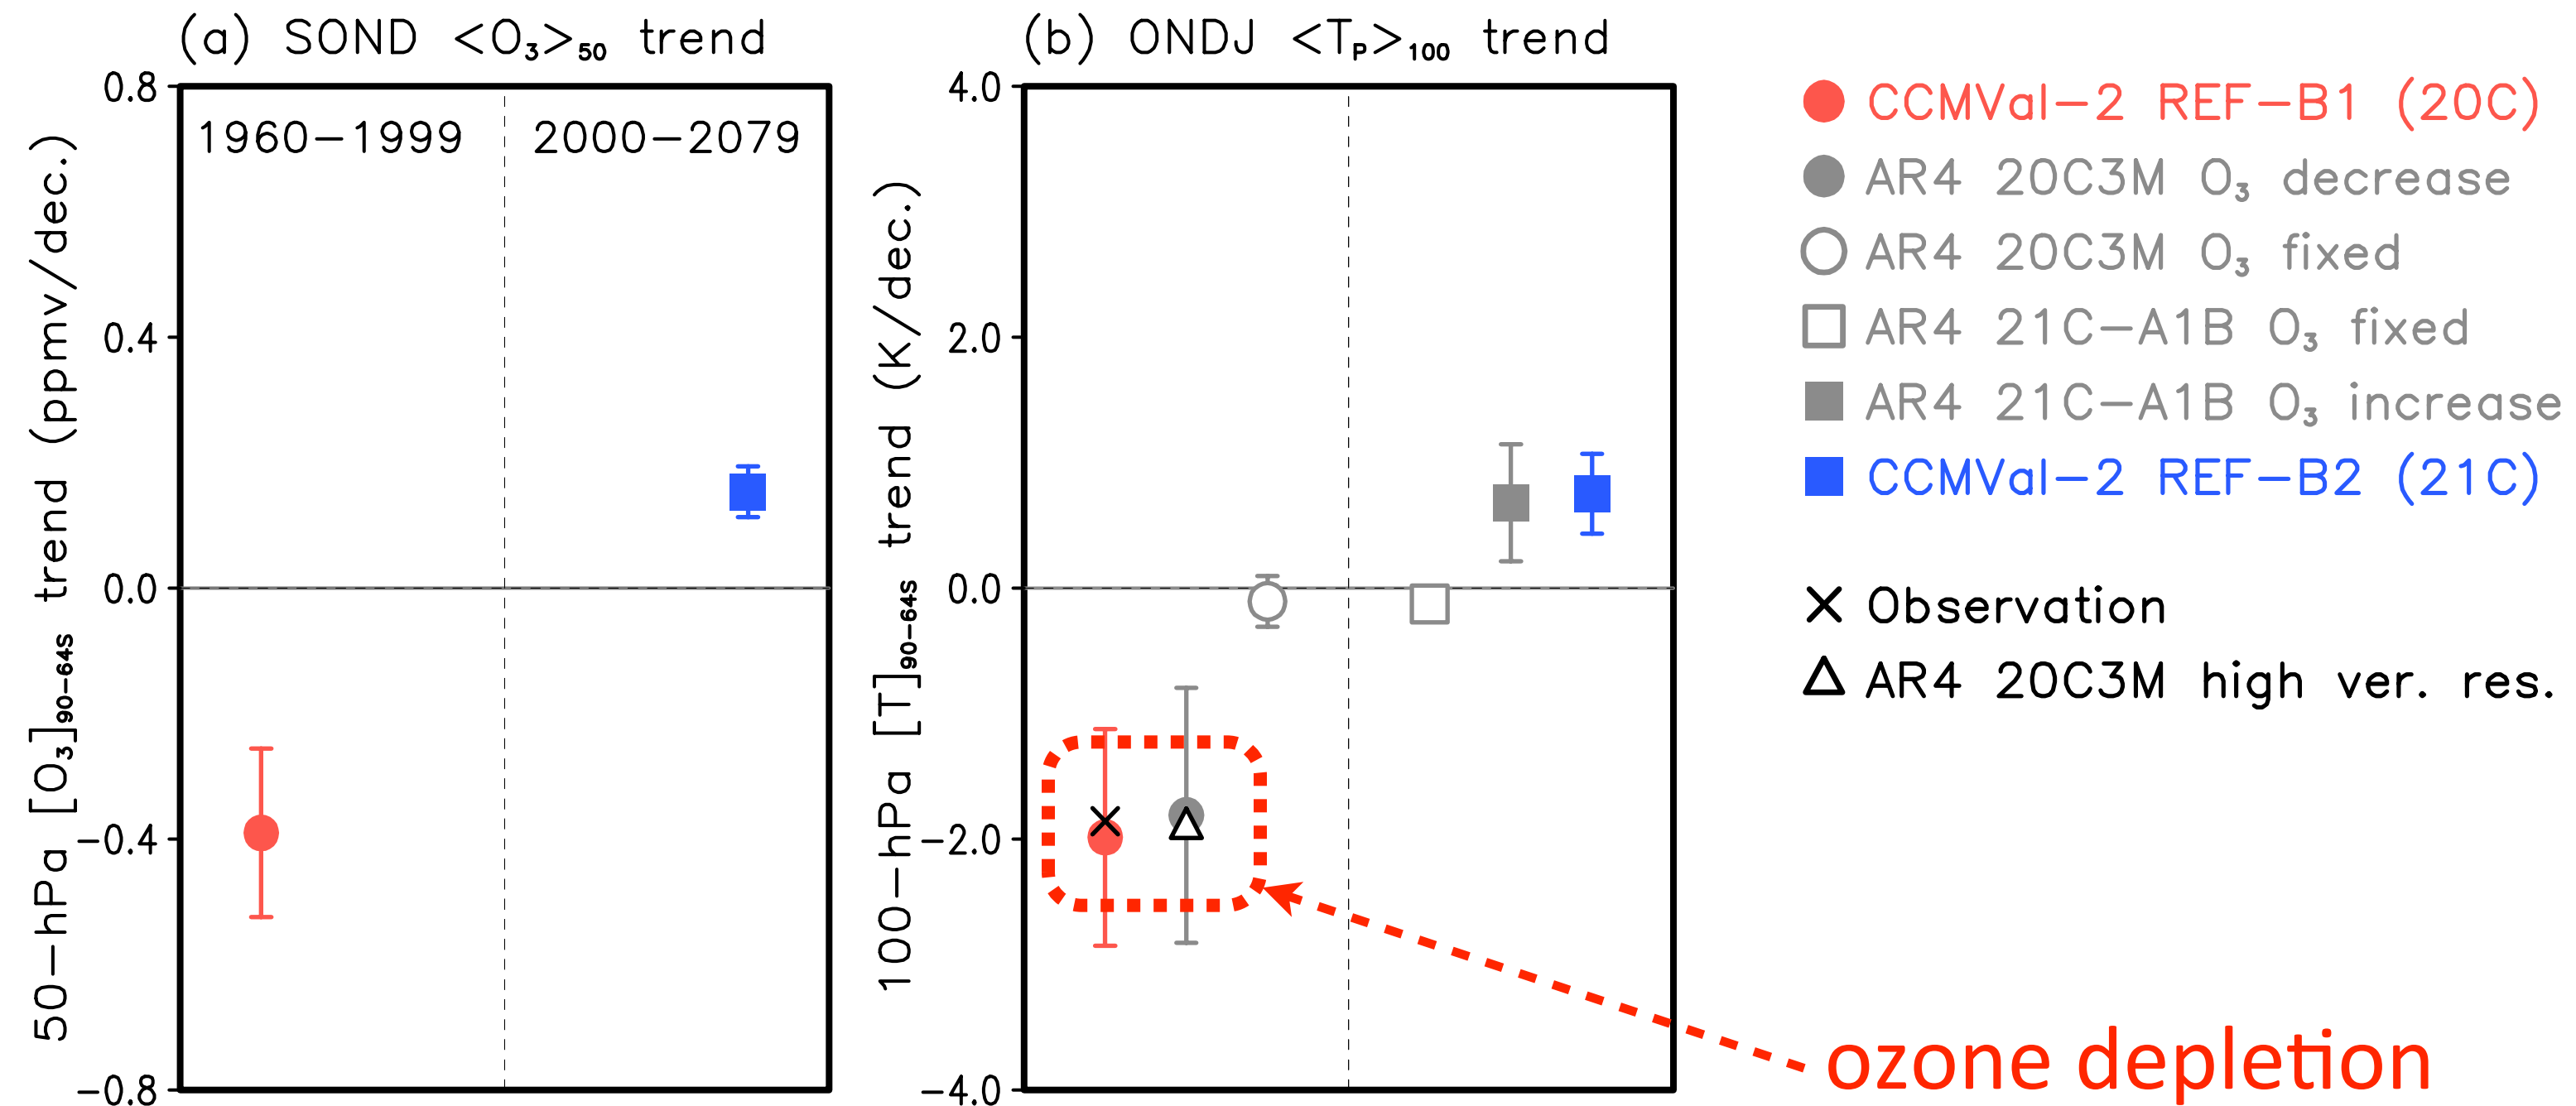 (a) SOND <O₃>₅₀ trend
(b) ONDJ <Tₚ>₁₀₀ trend
50-hPa [O₃]₉₀₋₆₄ₛ trend (ppmv/dec.)
0.8
0.4
0.0
-0.4
-0.8
1960-1999
2000-2079
100-hPa [T]₉₀₋₆₄ₛ trend (K/dec.)
4.0
2.0
0.0
-2.0
-4.0
CCMVal-2 REF-B1 (20C)
AR4 20C3M O₃ decrease
AR4 20C3M O₃ fixed
AR4 21C-A1B O₃ fixed
AR4 21C-A1B O₃ increase
CCMVal-2 REF-B2 (21C)
Observation
AR4 20C3M high ver. res.
ozone depletion